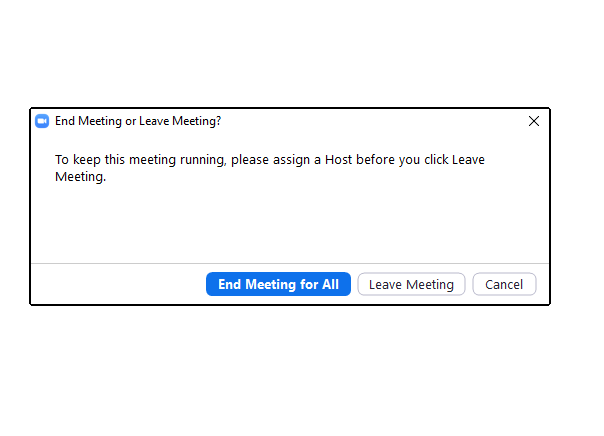 End Meeting or Leave Meeting?
To keep this meeting running, please assign a Host before you click Leave
Meeting.
End Meeting for All
Leave Meeting
Cancel